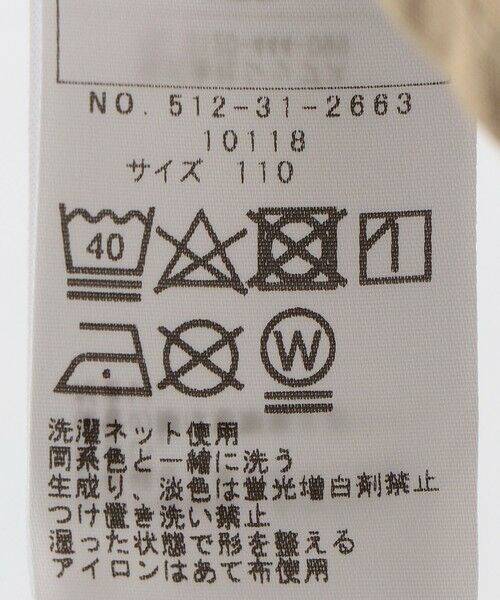 NO. 512-31-2663
10118
サイズ 110
40
W
洗濯ネット使用
同系色と一緒に洗う
生成り、淡色は蛍光増白剤禁止
つけ置き洗い禁止
湿った状態で形を整える
アイロンはあて布使用